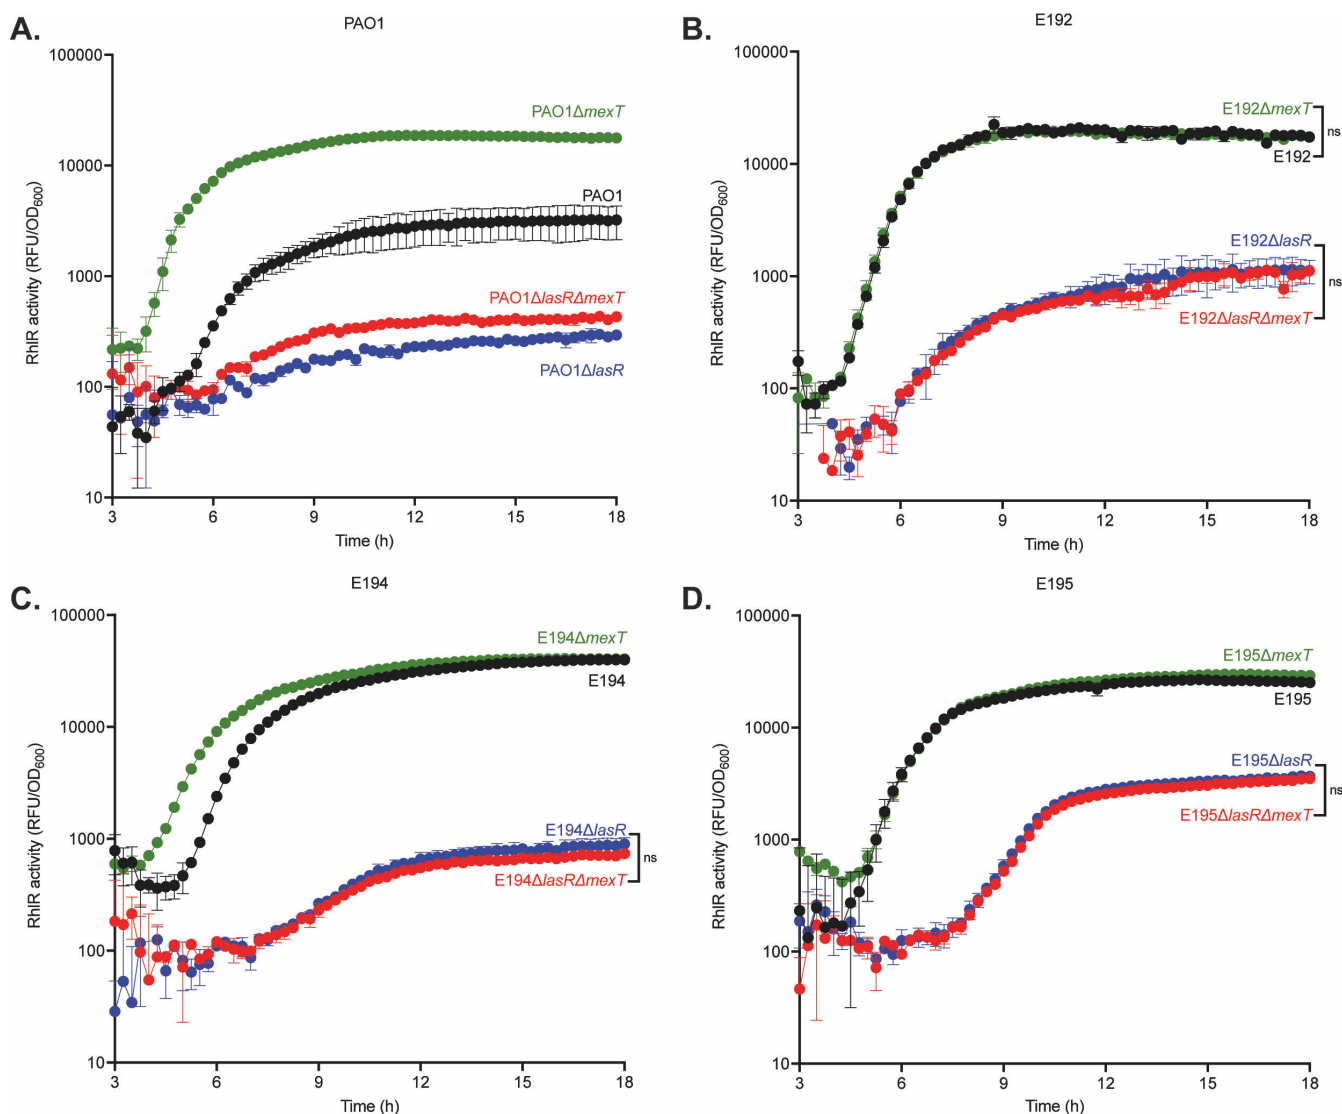 A.
PAO1
100000
10000
1000
100
10
RhlR activity (RFU/OD600)
PAO1ΔmexT
PAO1
PAO1ΔlasRΔmexT
PAO1ΔlasR
3
6
9
12
15
18
Time (h)
B.
E192
100000
10000
1000
100
10
RhlR activity (RFU/OD600)
E192ΔmexT
E192
ns
E192ΔlasR
E192ΔlasRΔmexT
ns
3
6
9
12
15
18
Time (h)
C.
E194
100000
10000
1000
100
10
RhlR activity (RFU/OD600)
E194ΔmexT
E194
E194ΔlasR
E194ΔlasRΔmexT
ns
3
6
9
12
15
18
Time (h)
D.
E195
100000
10000
1000
100
10
RhlR activity (RFU/OD600)
E195ΔmexT
E195
E195ΔlasR
E195ΔlasRΔmexT
ns
3
6
9
12
15
18
Time (h)